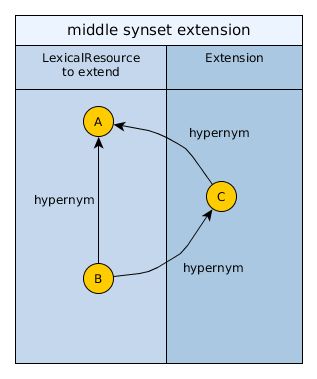 middle synset extension
LexicalResource
to extend
Extension
A
hypernym
hypernym
C
B
hypernym